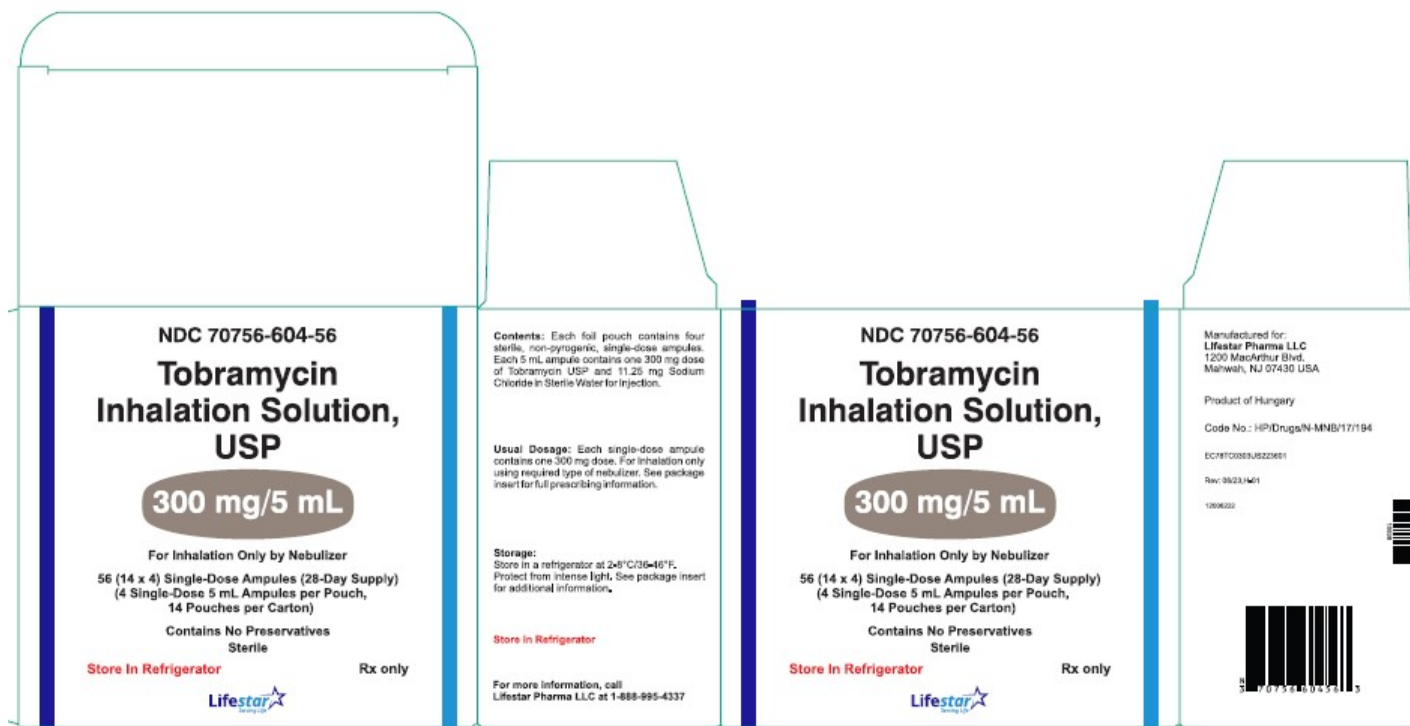 NDC 70756-604-56
Tobramycin
Inhalation Solution,
USP
300 mg/5 mL
For Inhalation Only by Nebulizer
56 (14 x 4) Single-Dose Ampules (28-Day Supply)
(4 Single-Dose 5 mL Ampules per Pouch,
14 Pouches per Carton)
Contains No Preservatives
Sterile
Store In Refrigerator
Rx only
Lifestar
Serving Life
Contents: Each foil pouch contains four
sterile, non-pyrogenic, single-dose ampules.
Each 5 mL ampule contains one 300 mg dose
of Tobramycin USP and 11.25 mg Sodium
Chloride in Sterile Water for Injection.
Usual Dosage: Each single-dose ampule
contains one 300 mg dose. For Inhalation only
using required type of nebulizer. See package
insert for full prescribing information.
Storage:
Store in a refrigerator at 2-8°C/36-46°F.
Protect from intense light. See package insert
for additional information.
Store In Refrigerator
For more information, call
Lifestar Pharma LLC at 1-888-995-4337
NDC 70756-604-56
Tobramycin
Inhalation Solution,
USP
300 mg/5 mL
For Inhalation Only by Nebulizer
56 (14 x 4) Single-Dose Ampules (28-Day Supply)
(4 Single-Dose 5 mL Ampules per Pouch,
14 Pouches per Carton)
Contains No Preservatives
Sterile
Store In Refrigerator
Rx only
Lifestar
Serving Life
Manufactured for:
Lifestar Pharma LLC
1200 MacArthur Blvd.
Mahwah, NJ 07430 USA
Product of Hungary
Code No.: HP/Drugs/N-MNB/17/194
N
3 70756 60456 3